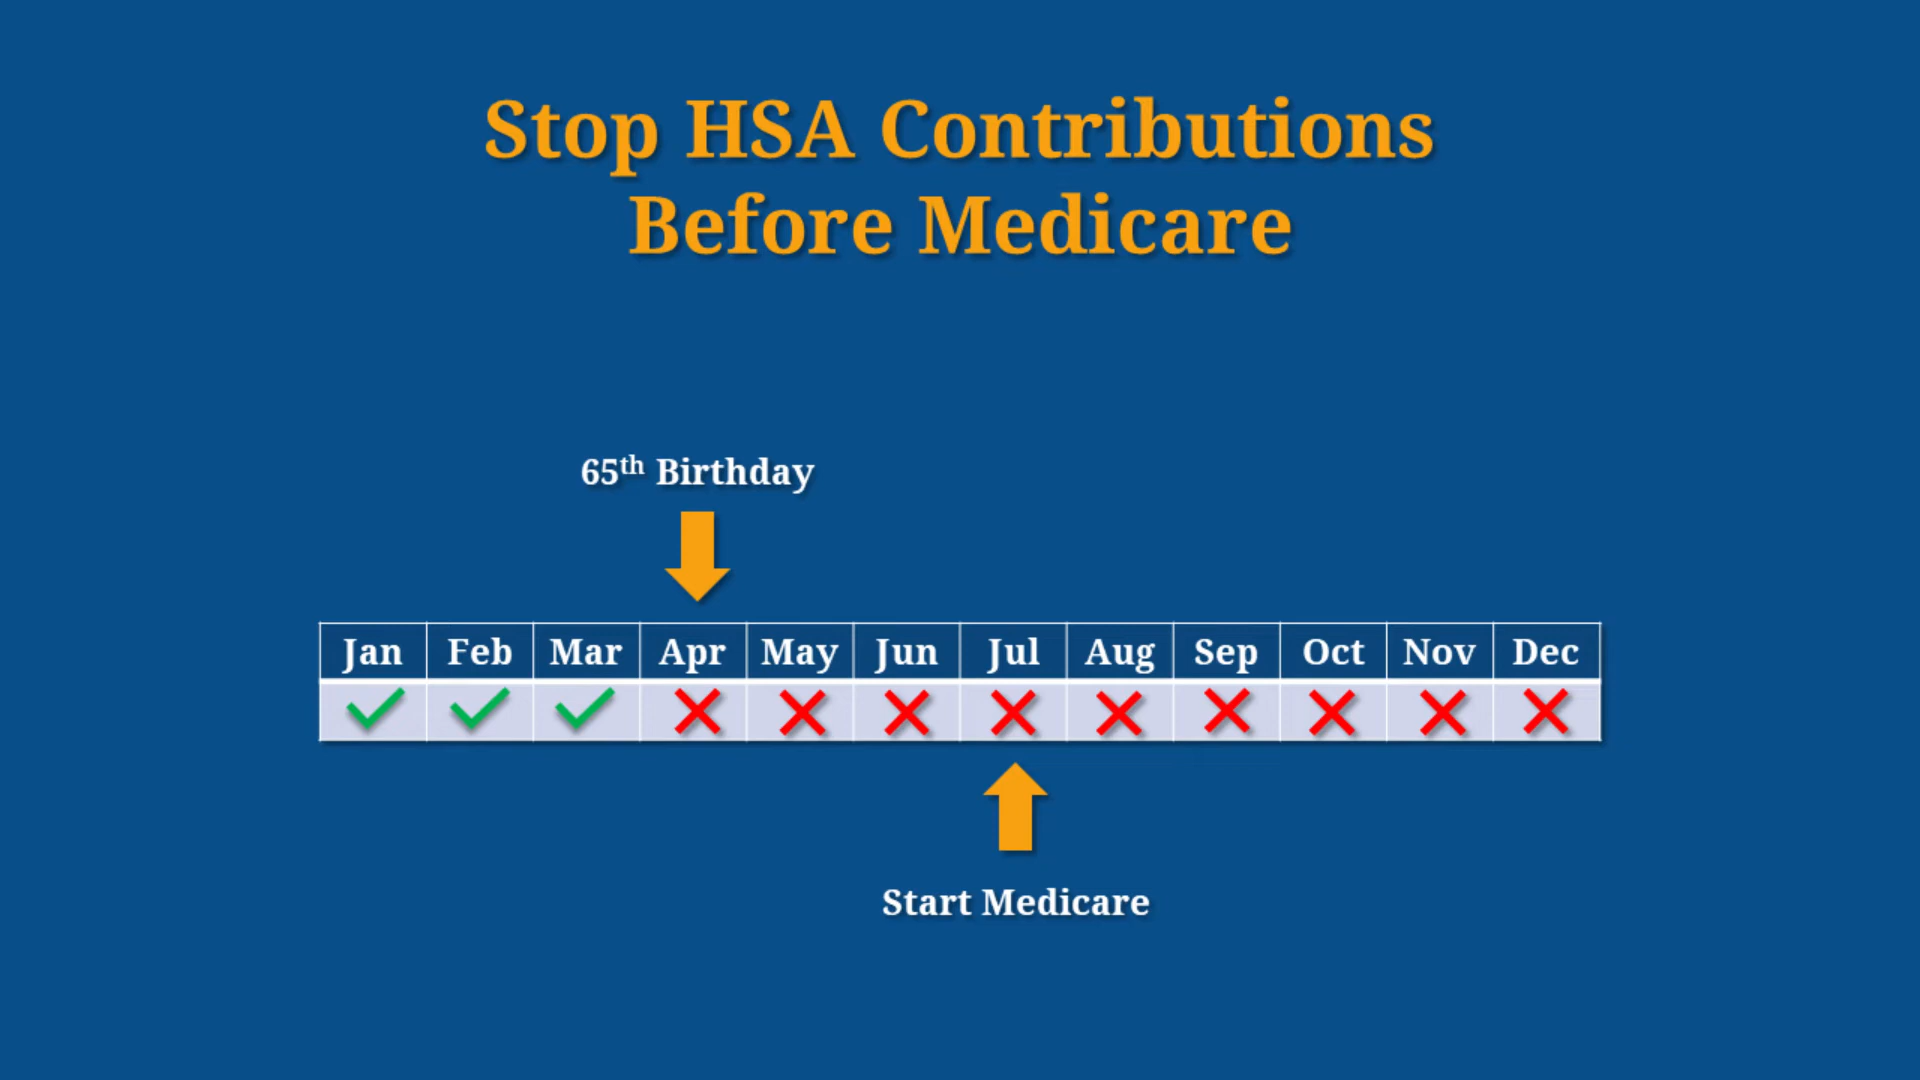 Stop HSA Contributions
Before Medicare
65th Birthday
Jan Feb Mar Apr May Jun Jul Aug Sep Oct Nov Dec
Start Medicare